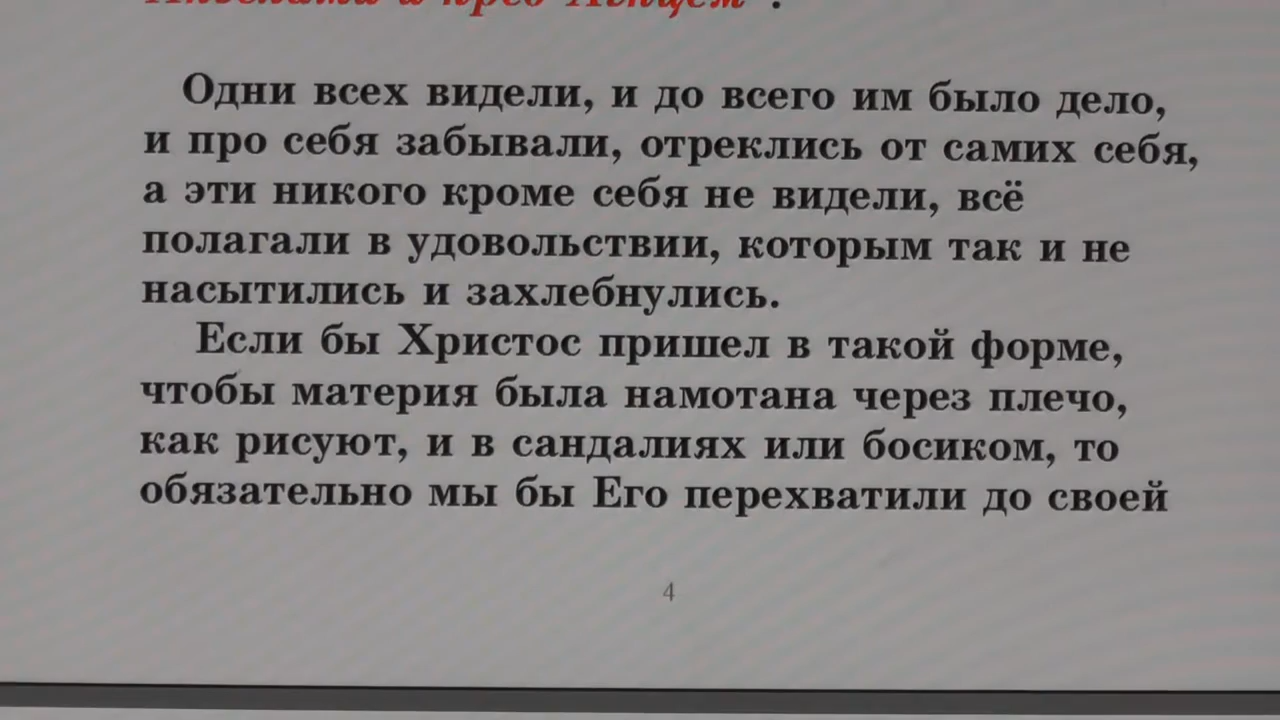 Одни всех видели, и до всего им было дело,
и про себя забывали, отреклись от самих себя,
а эти никого кроме себя не видели, всё
полагали в удовольствии, которым так и не
насытились и захлебнулись.
Если бы Христос пришел в такой форме,
чтобы материя была намотана через плечо,
как рисуют, и в сандалиях или босиком, то
обязательно мы бы Его перехватили до своей
4